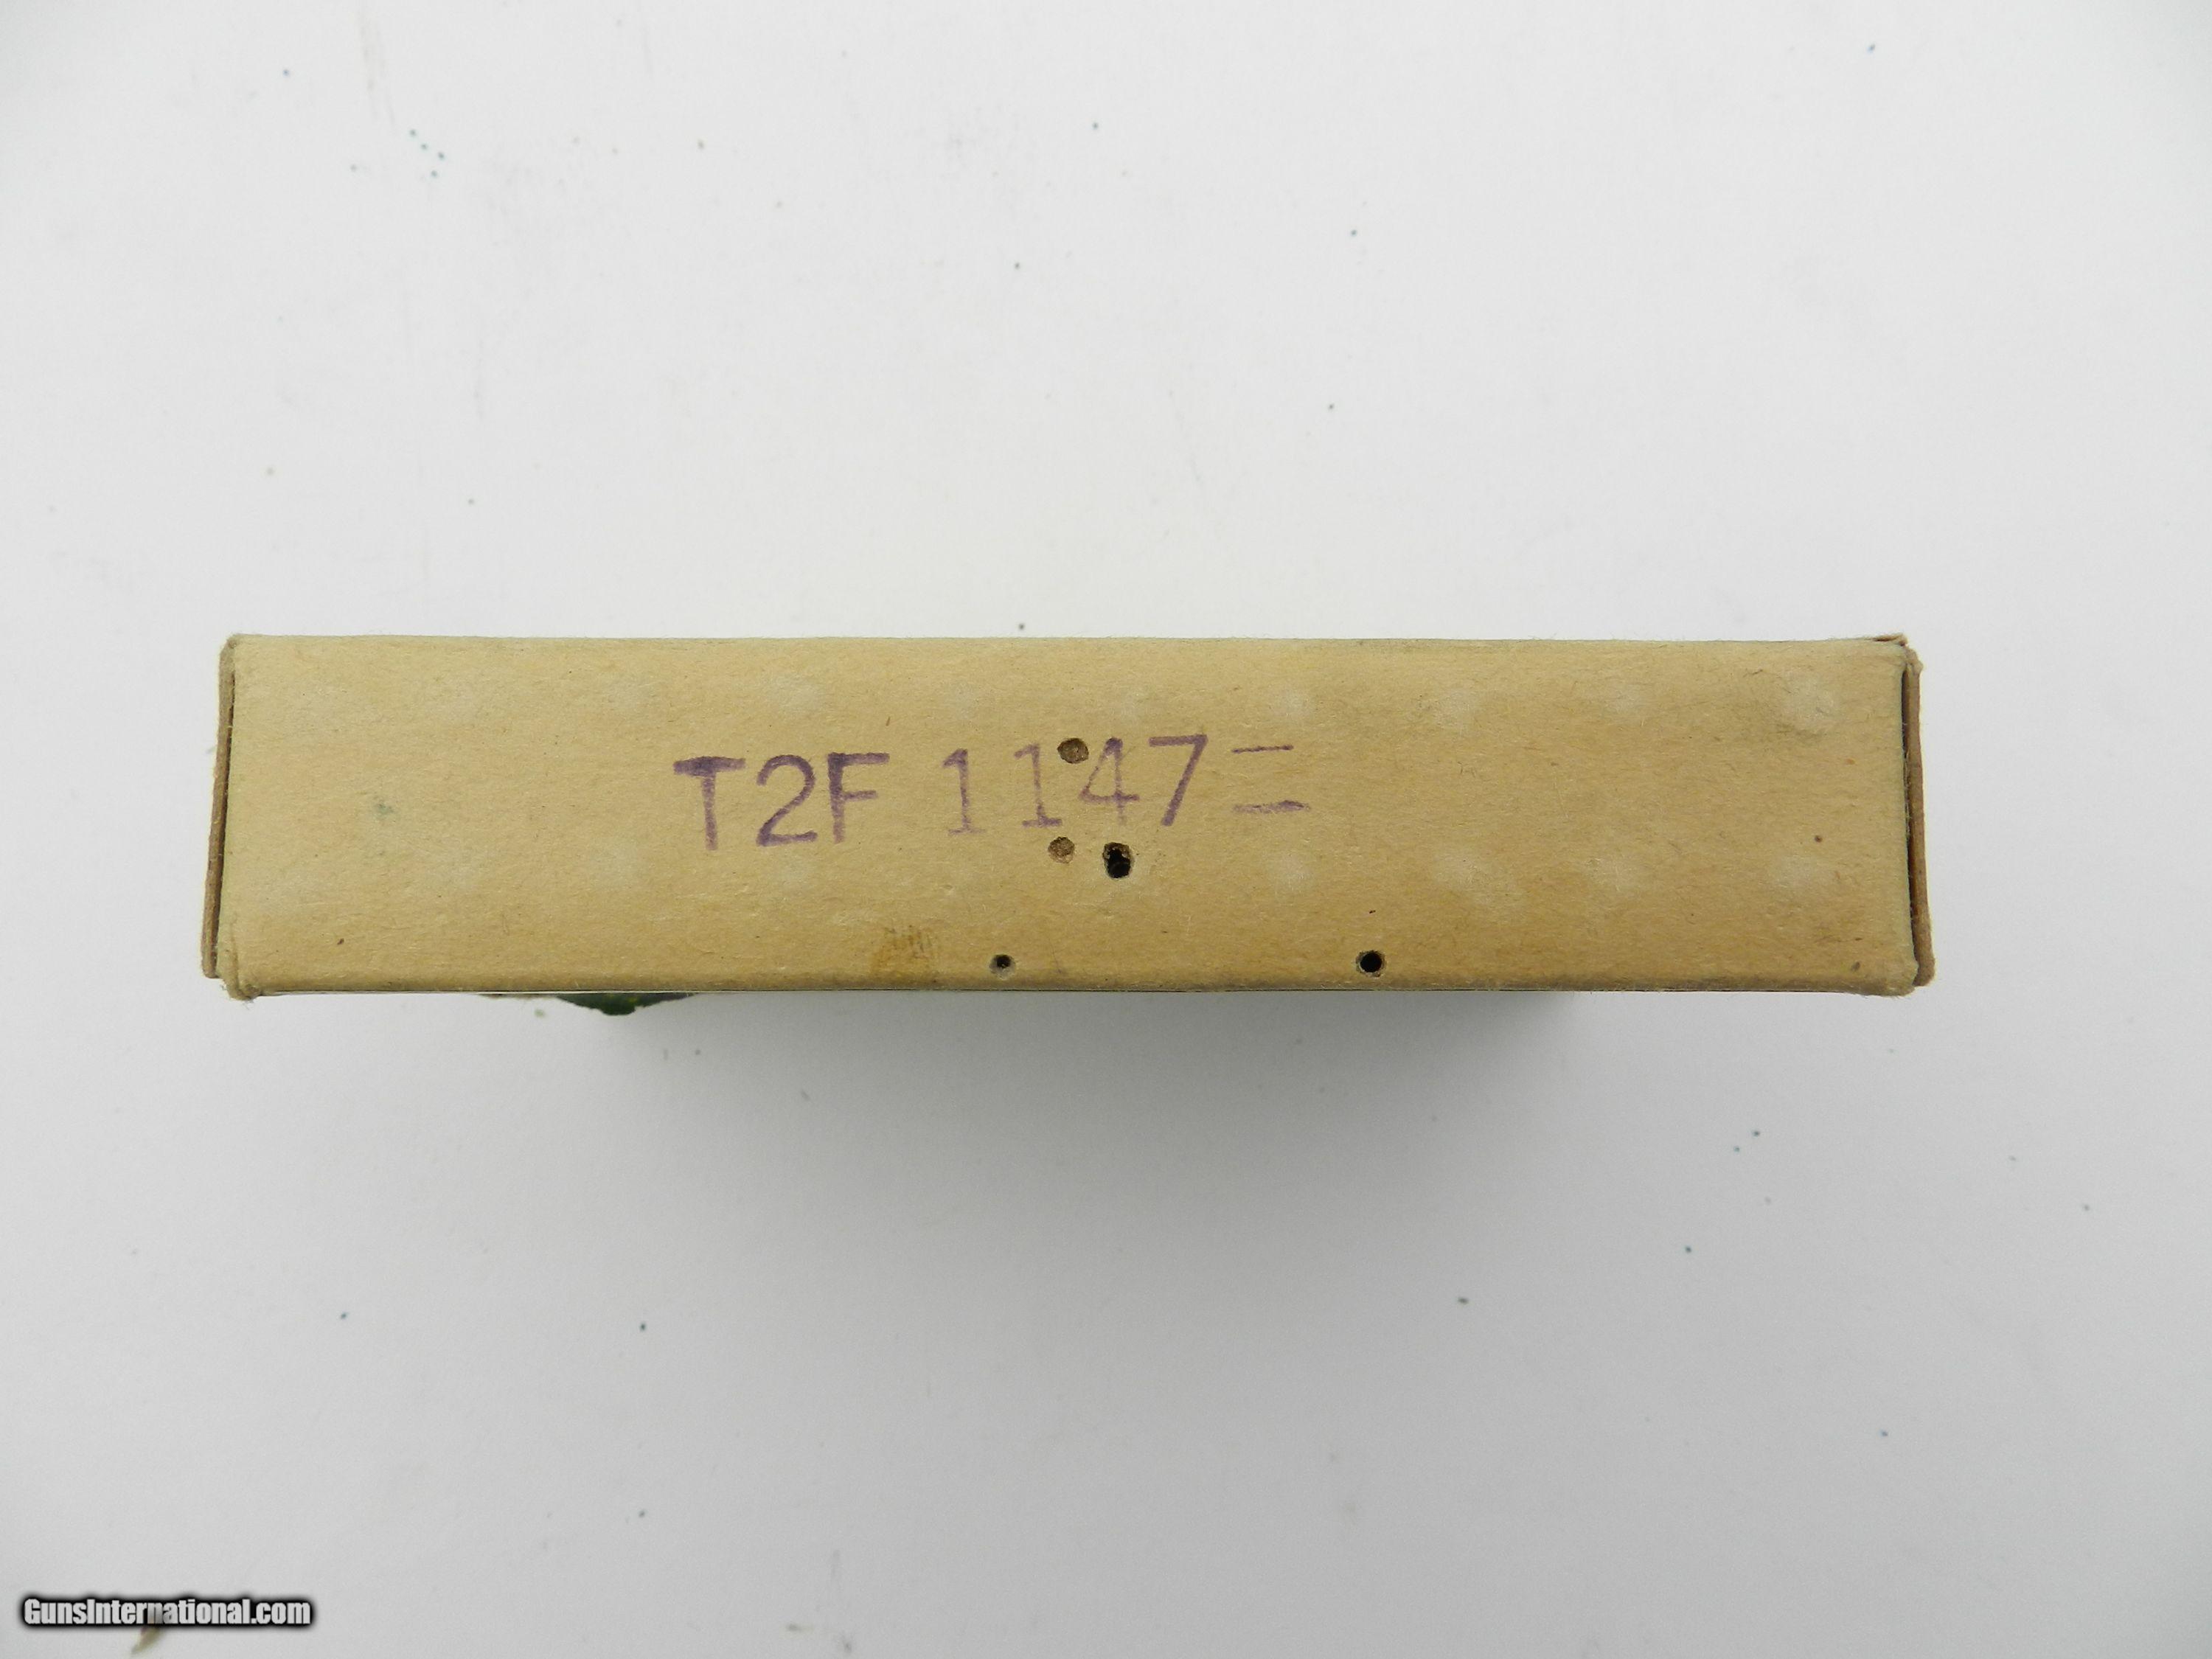 T2F 1147=
GunsInternational.com